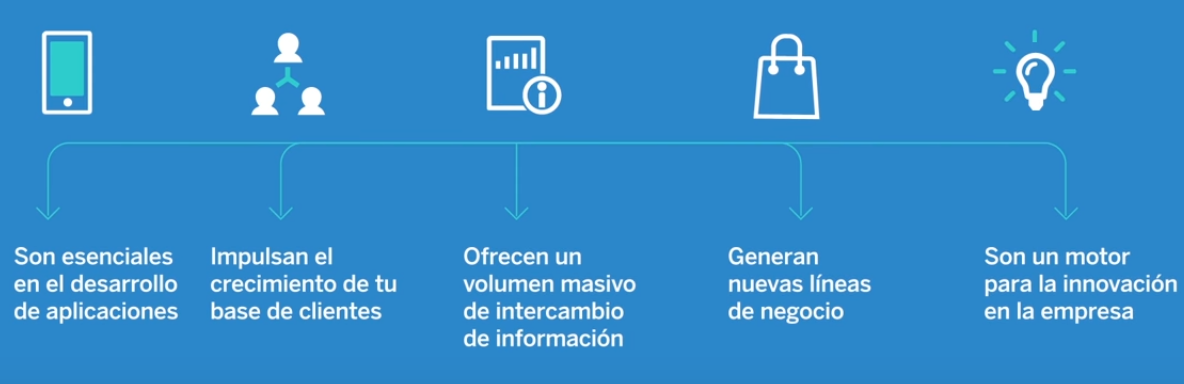 Son esenciales
en el desarrollo
de aplicaciones
Impulsan el
crecimiento de tu
base de clientes
Ofrecen un
volumen masivo
de intercambio
de información
Generan
nuevas líneas
de negocio
Son un motor
para la innovación
en la empresa